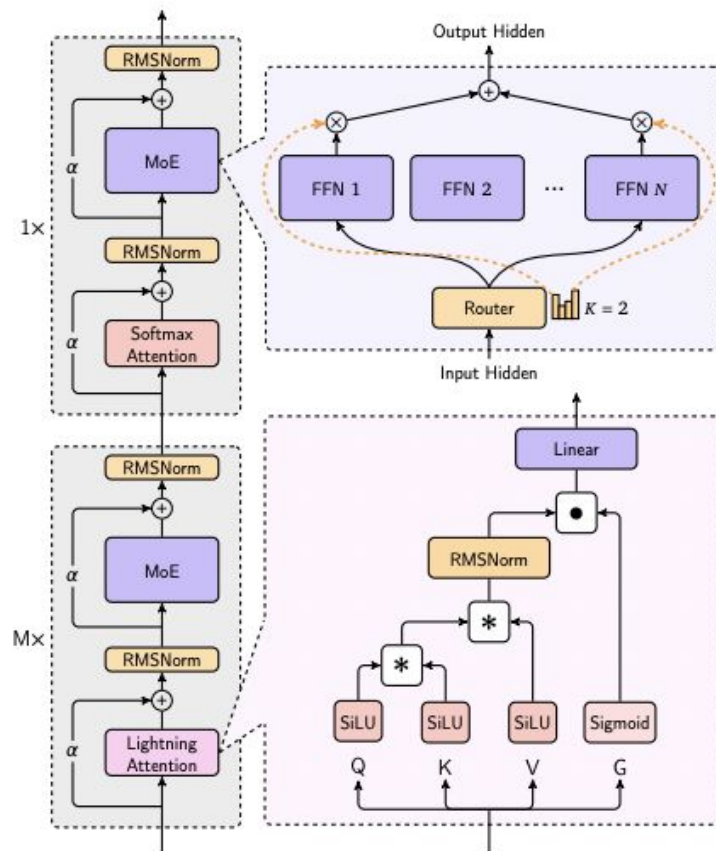 RMSNorm
α
MoE
1×
RMSNorm
α
Softmax
Attention
RMSNorm
α
MoE
M×
RMSNorm
α
Lightning
Attention
Output Hidden
FFN 1
FFN 2
...
FFN N
Router
K = 2
Input Hidden
Linear
RMSNorm
SiLU
SiLU
SiLU
Sigmoid
Q
K
V
G